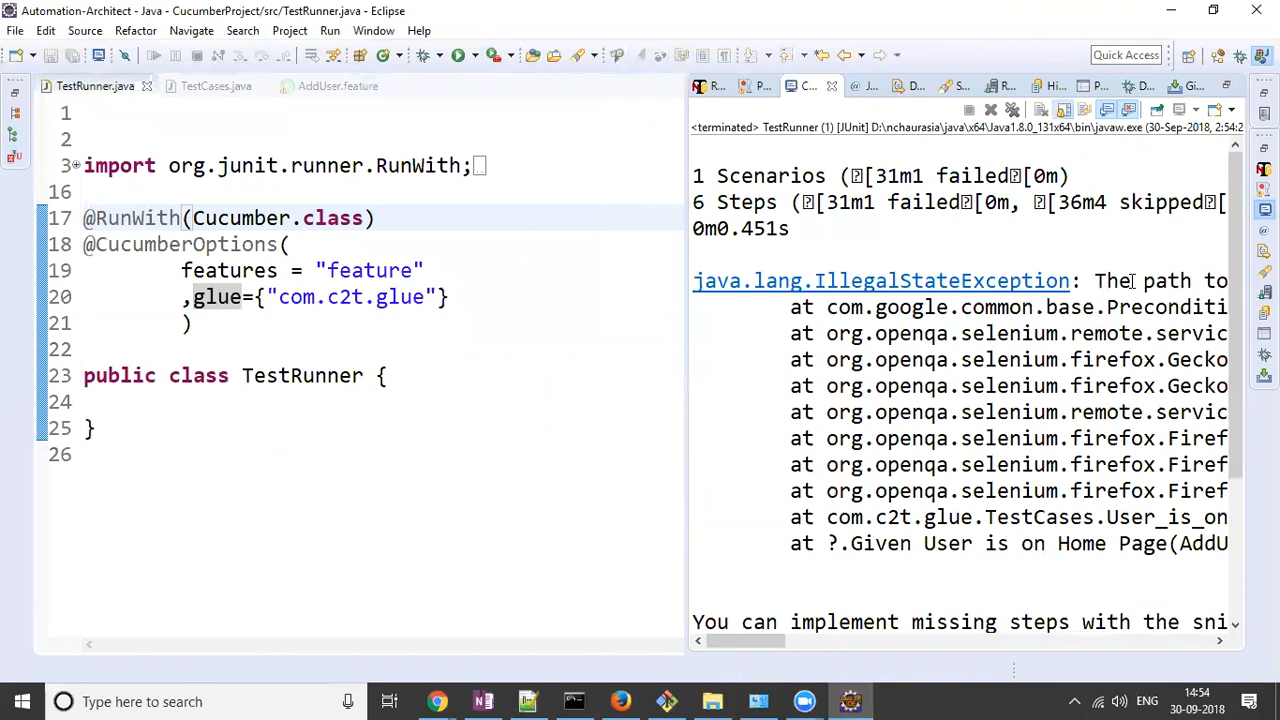 Automation-Architect - Java - CucumberProject/src/TestRunner.java - Eclipse
File Edit Source Refactor Navigate Search Project Run Window Help
Quick Access
TestRunner.java TestCases.java AddUser.feature
R... P... C... J... D... S... R... Hi... P... D... Gi...
<terminated> TestRunner (1) [JUnit] D:\nchaurasia\java\x64\Java1.8.0_131x64\bin\javaw.exe (30-Sep-2018, 2:54:2
1
2
3 import org.junit.runner.RunWith;
16
17 @RunWith(Cucumber.class)
18 @CucumberOptions(
19 features = "feature"
20 ,glue={"com.c2t.glue"}
21 )
22
23 public class TestRunner {
24
25 }
26
1 Scenarios (⍰[31m1 failed⍰[0m)
6 Steps (⍰[31m1 failed⍰[0m, ⍰[36m4 skipped⍰[
0m0.451s
java.lang.IllegalStateException: The path to
at com.google.common.base.Preconditi
at org.openqa.selenium.remote.servic
at org.openqa.selenium.firefox.Gecko
at org.openqa.selenium.firefox.Gecko
at org.openqa.selenium.remote.servic
at org.openqa.selenium.firefox.Firef
at org.openqa.selenium.firefox.Firef
at org.openqa.selenium.firefox.Firef
at com.c2t.glue.TestCases.User_is_on
at ?.Given User is on Home Page(AddU
You can implement missing steps with the sni
Type here to search
ENG
14:54
30-09-2018